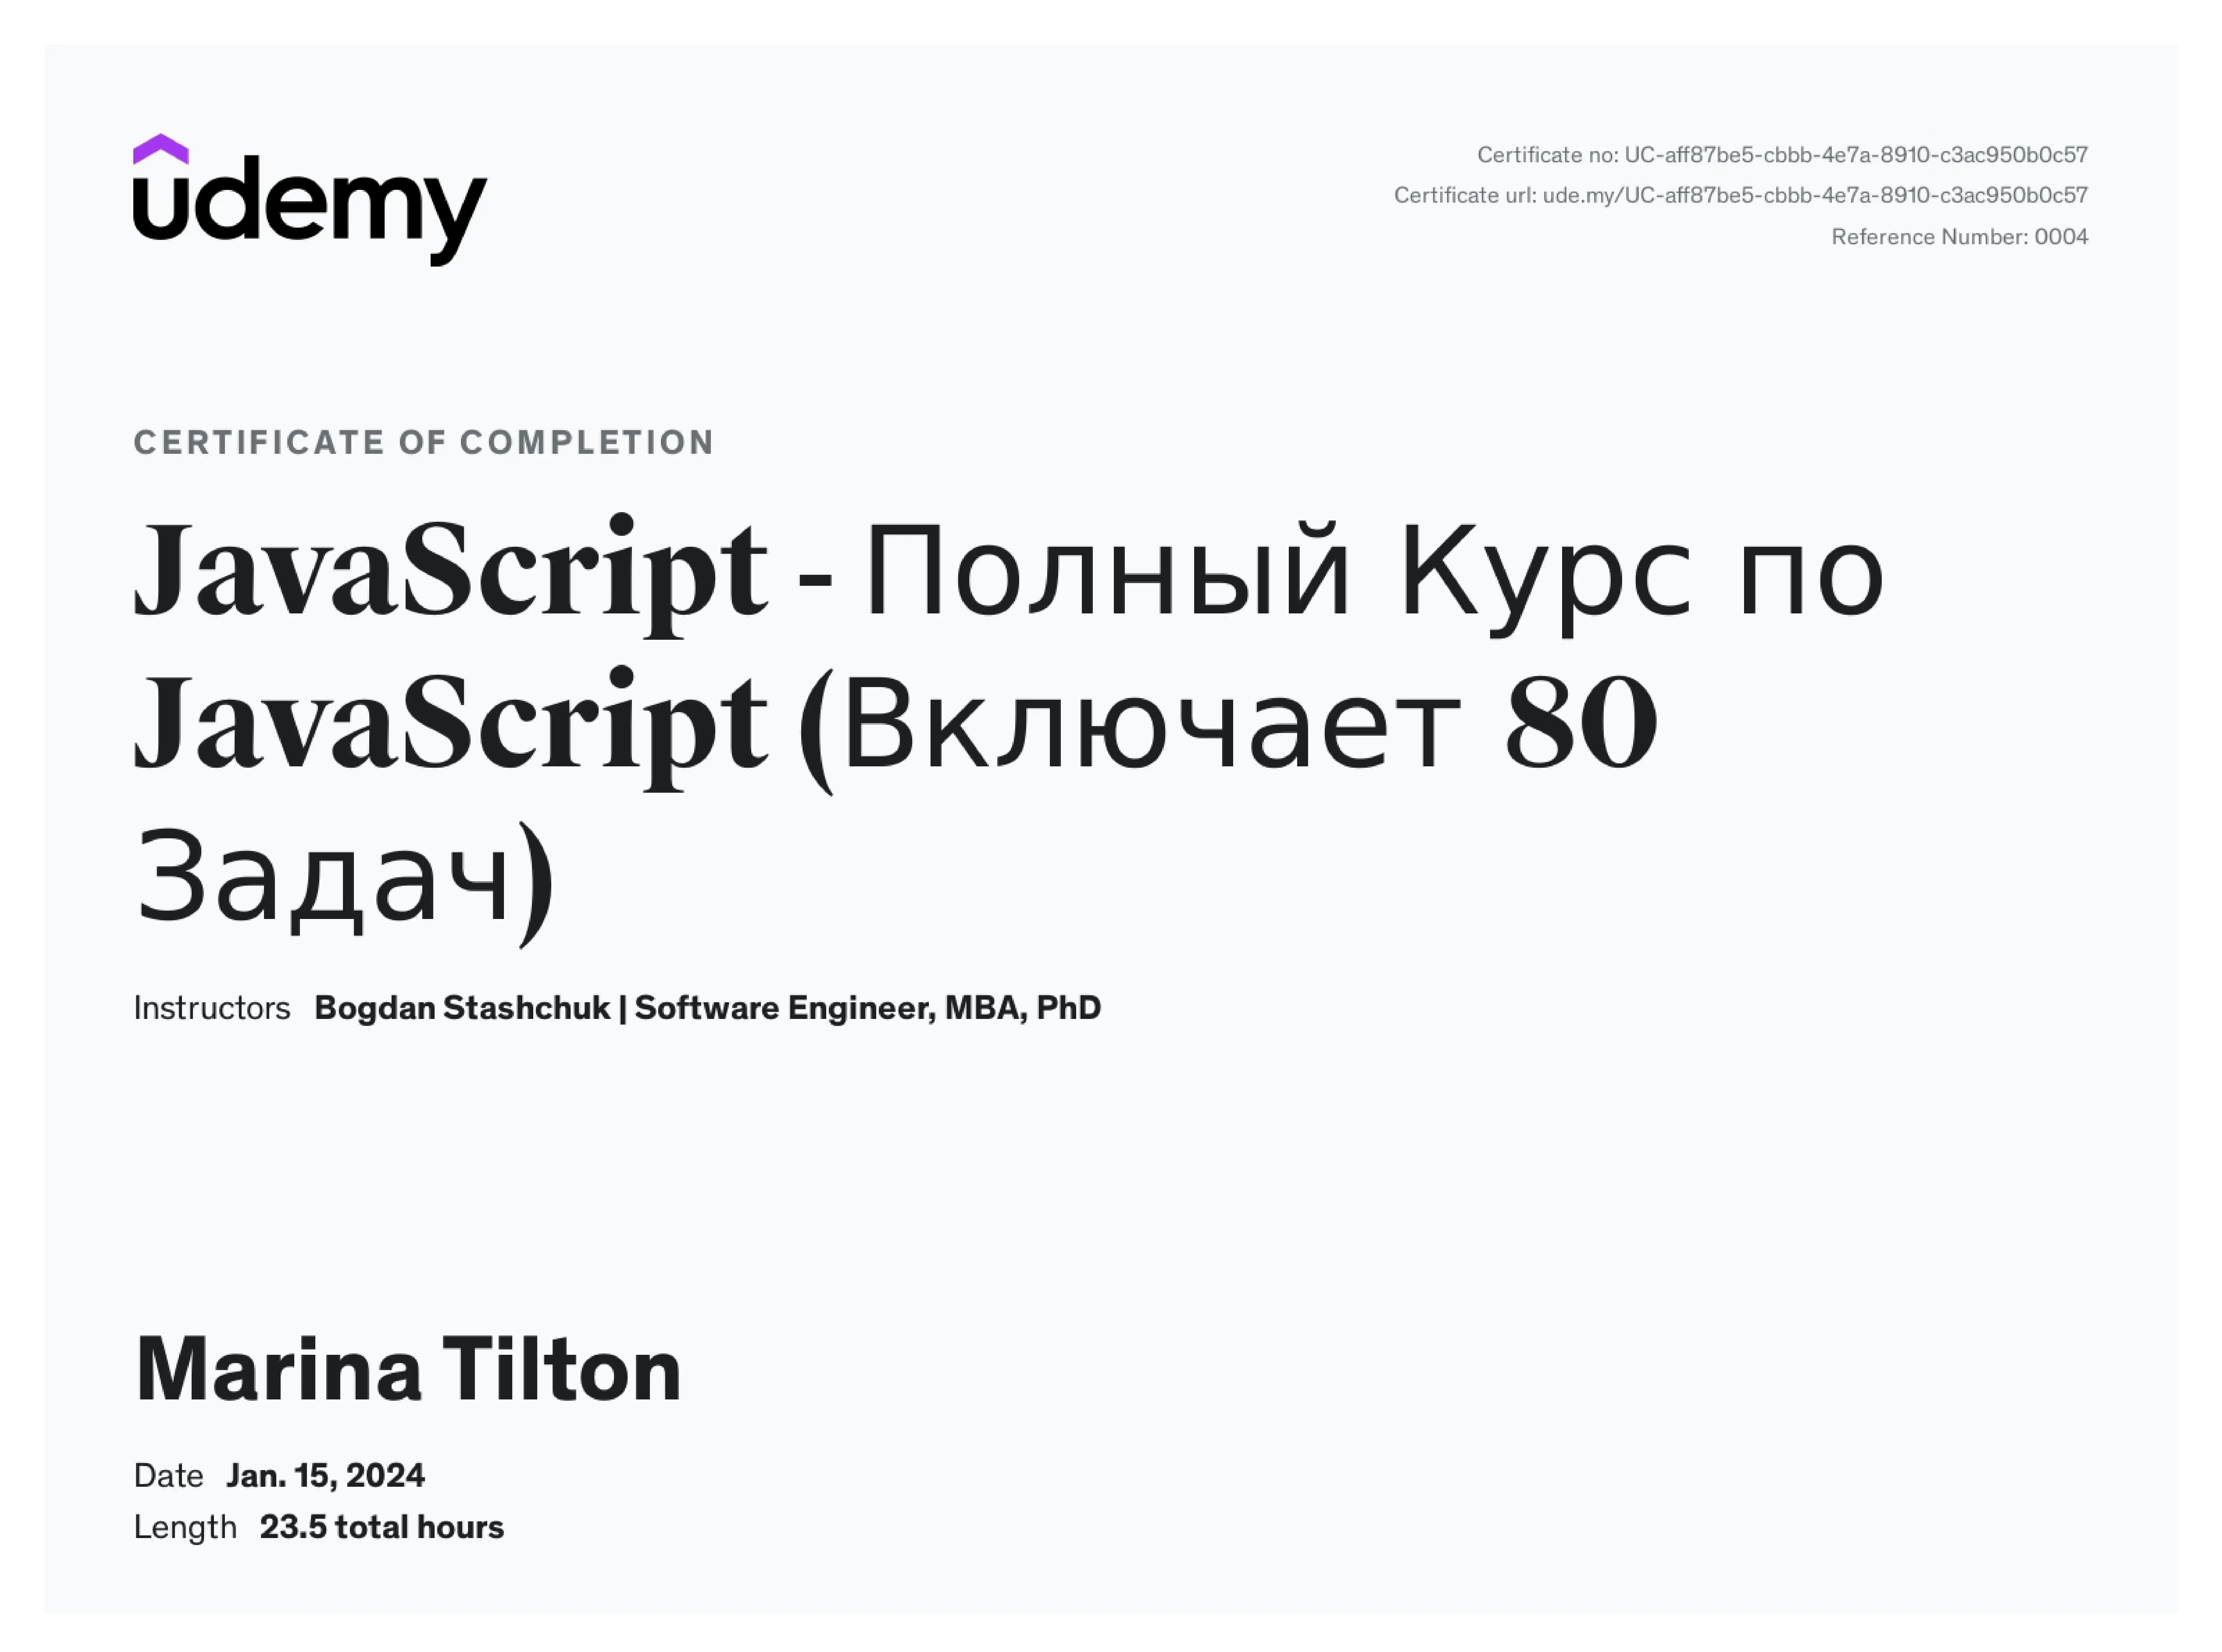 udemy
Certificate no: UC-aff87be5-cbbb-4e7a-8910-c3ac950b0c57
Certificate url: ude.my/UC-aff87be5-cbbb-4e7a-8910-c3ac950b0c57
Reference Number: 0004
CERTIFICATE OF COMPLETION
JavaScript - Полный Курс по
JavaScript (Включает 80
Задач)
Instructors Bogdan Stashchuk | Software Engineer, MBA, PhD
Marina Tilton
Date Jan. 15, 2024
Length 23.5 total hours